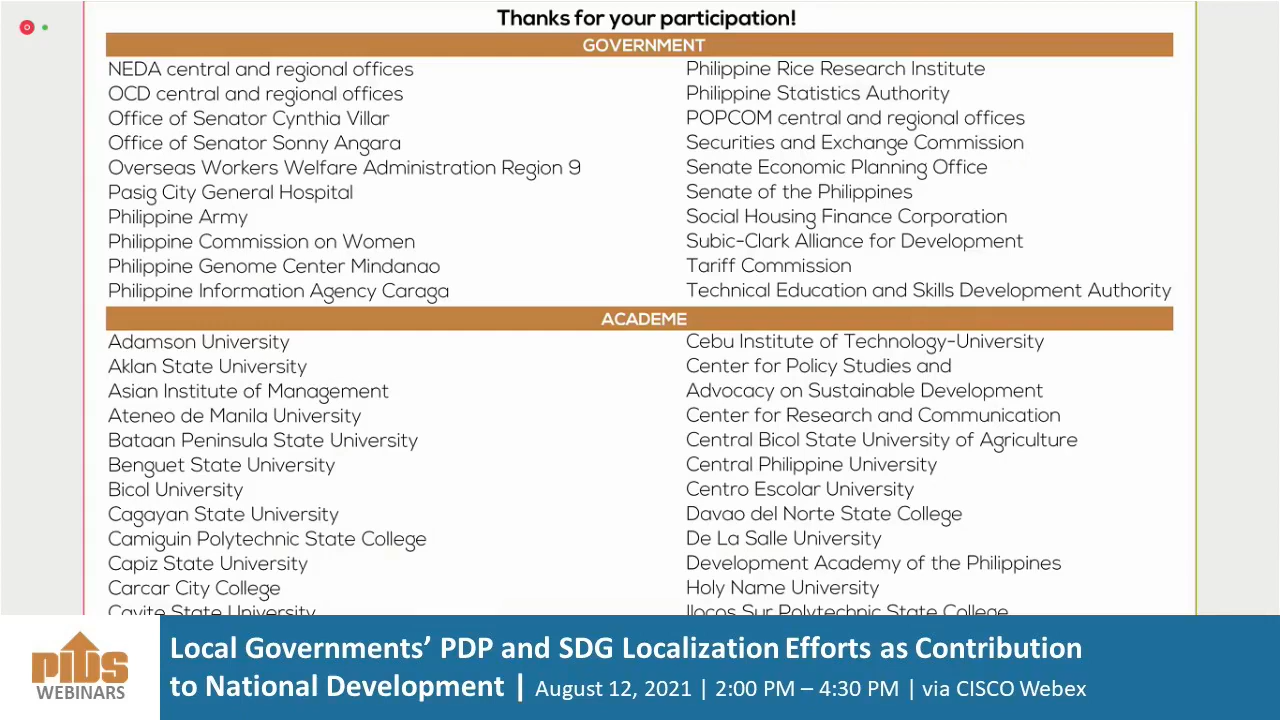 Thanks for your participation!
GOVERNMENT
NEDA central and regional offices
OCD central and regional offices
Office of Senator Cynthia Villar
Office of Senator Sonny Angara
Overseas Workers Welfare Administration Region 9
Pasig City General Hospital
Philippine Army
Philippine Commission on Women
Philippine Genome Center Mindanao
Philippine Information Agency Caraga
Philippine Rice Research Institute
Philippine Statistics Authority
POPCOM central and regional offices
Securities and Exchange Commission
Senate Economic Planning Office
Senate of the Philippines
Social Housing Finance Corporation
Subic-Clark Alliance for Development
Tariff Commission
Technical Education and Skills Development Authority
ACADEME
Adamson University
Aklan State University
Asian Institute of Management
Ateneo de Manila University
Bataan Peninsula State University
Benguet State University
Bicol University
Cagayan State University
Camiguin Polytechnic State College
Capiz State University
Carcar City College
Cavite State University
Cebu Institute of Technology-University
Center for Policy Studies and
Advocacy on Sustainable Development
Center for Research and Communication
Central Bicol State University of Agriculture
Central Philippine University
Centro Escolar University
Davao del Norte State College
De La Salle University
Development Academy of the Philippines
Holy Name University
Ilocos Sur Polytechnic State College
PIDS
WEBINARS
Local Governments’ PDP and SDG Localization Efforts as Contribution
to National Development | August 12, 2021 | 2:00 PM – 4:30 PM | via CISCO Webex